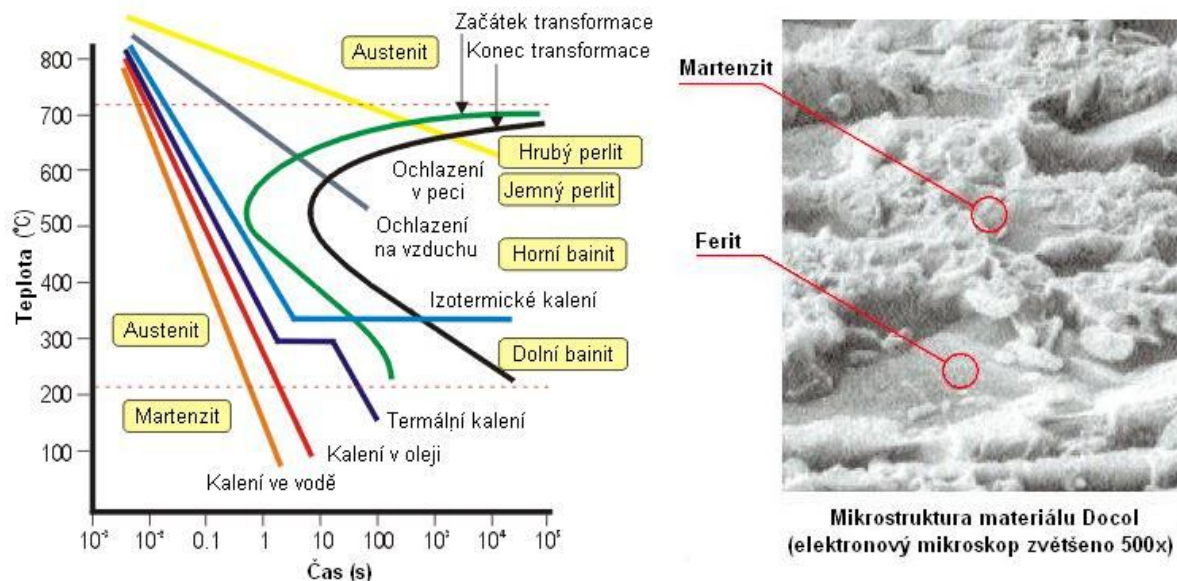 Začátek transformace
Konec transformace
Austenit
800
700
600
500
400
300
200
100
Teplota (°C)
Hrubý perlit
Ochlazení
v peci
Jemný perlit
Ochlazení
na vzduchu
Horní bainit
Izotermické kalení
Austenit
Dolní bainit
Martenzit
Termální kalení
Kalení v oleji
Kalení ve vodě
10⁻³ 10⁻² 0.1 1 10 100 10³ 10⁴ 10⁵
Čas (s)
Martenzit
Ferit
Mikrostruktura materiálu Docol
(elektronový mikroskop zvětšeno 500x)